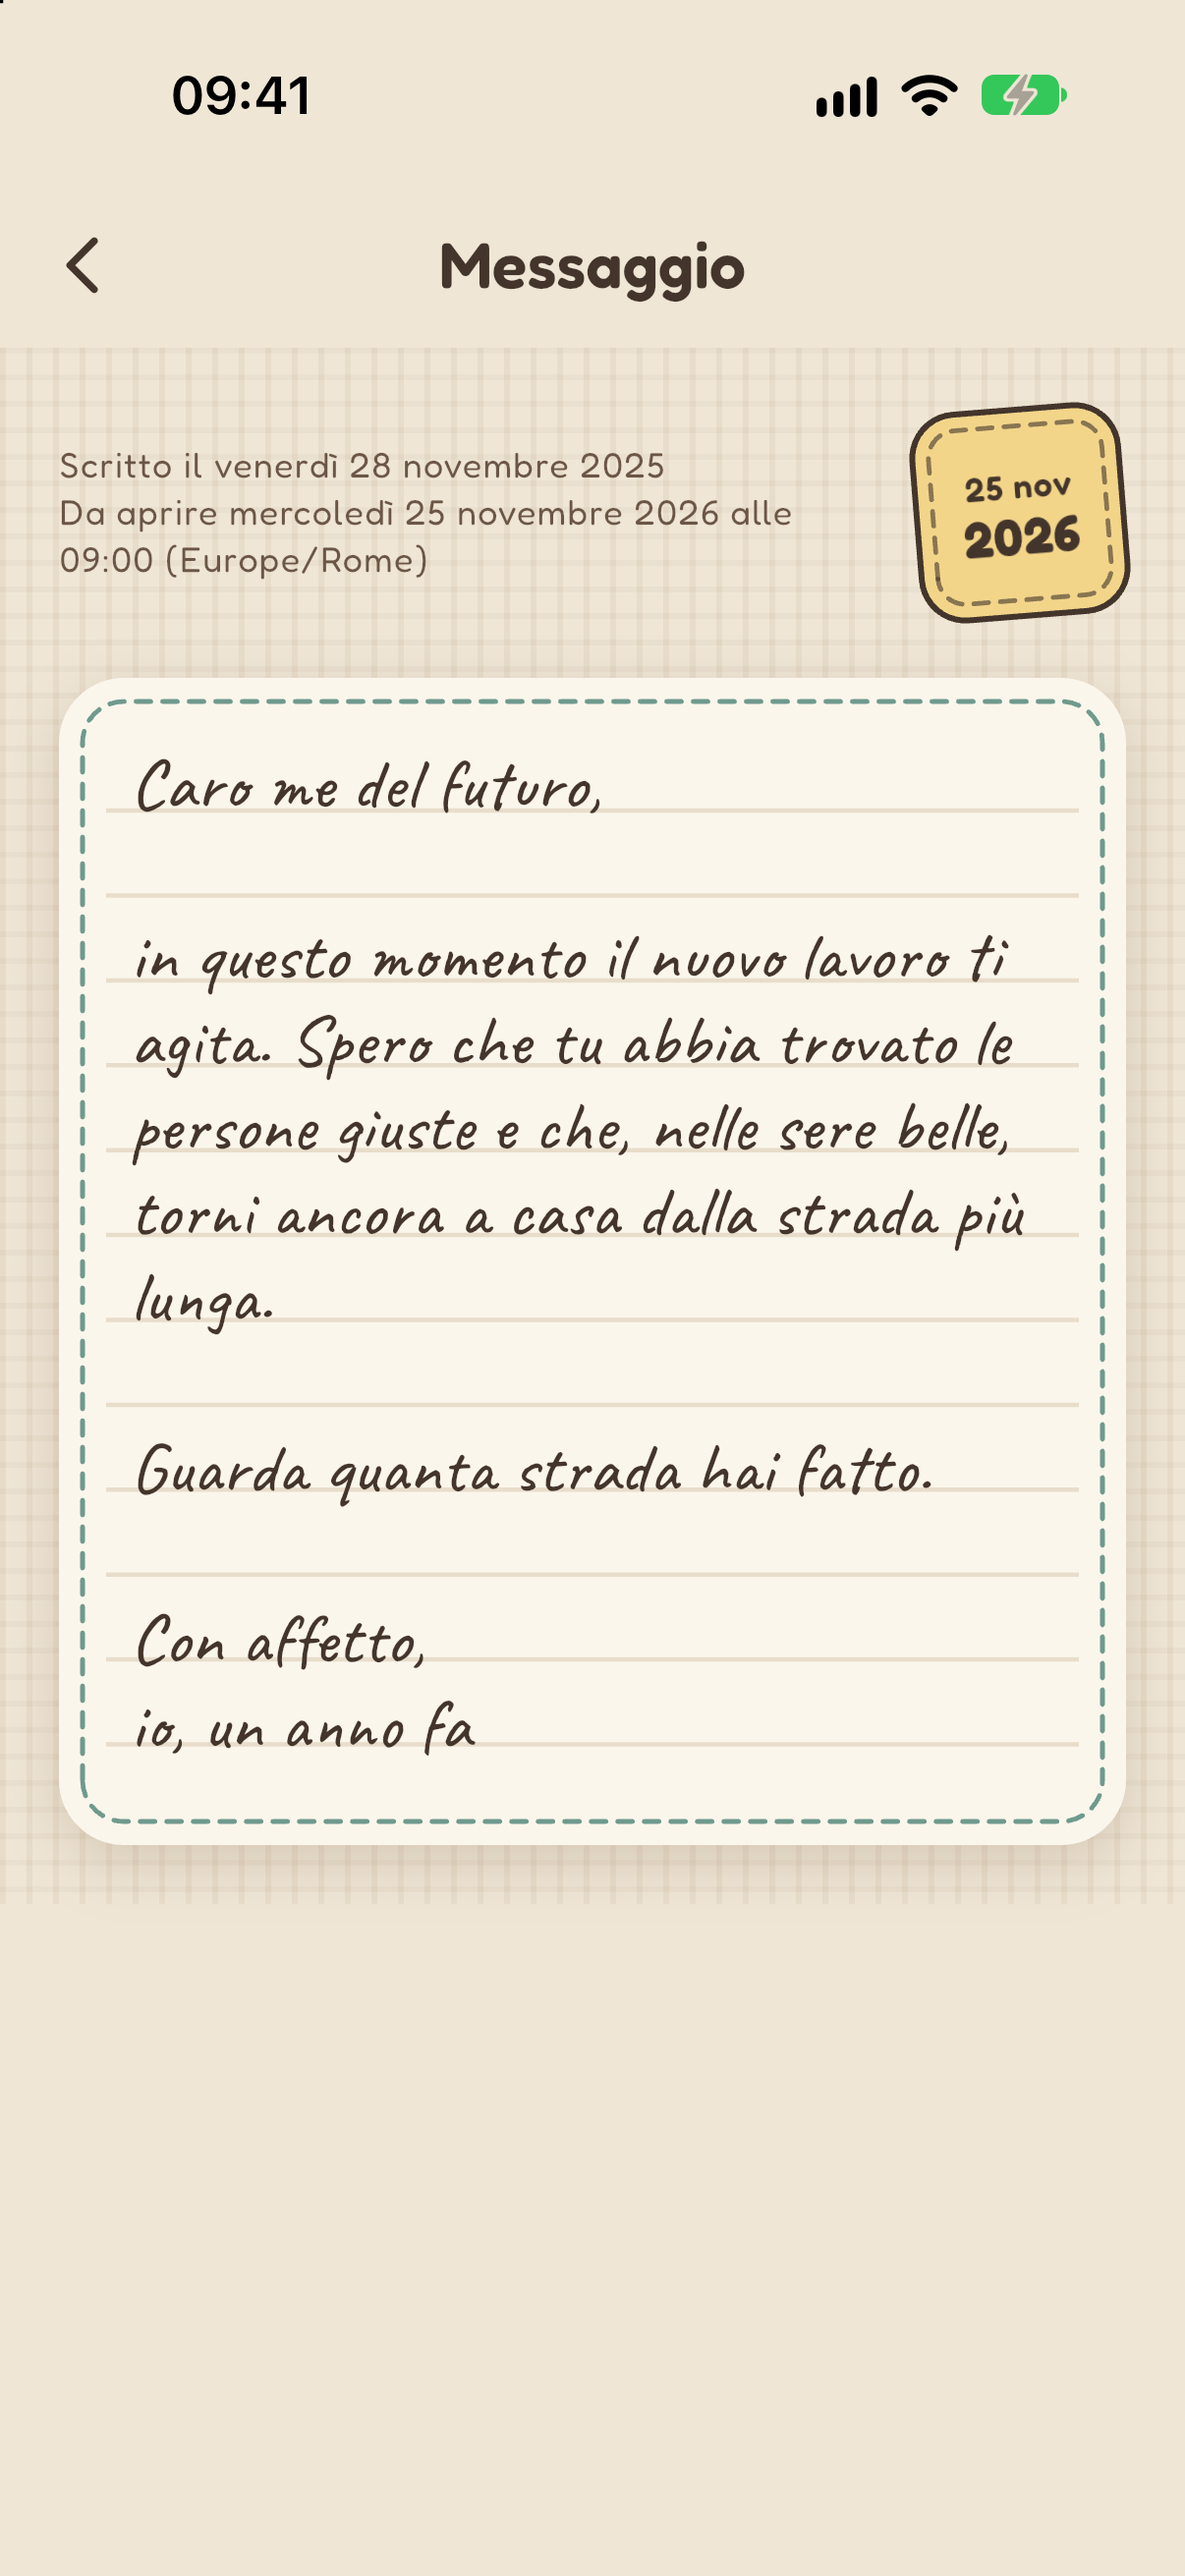 09:41
Messaggio
Scritto il venerdì 28 novembre 2025
Da aprire mercoledì 25 novembre 2026 alle
09:00 (Europe/Rome)
25 nov
2026
Caro me del futuro,
in questo momento il nuovo lavoro ti
agita. Spero che tu abbia trovato le
persone giuste e che, nelle sere belle,
torni ancora a casa dalla strada più
lunga.
Guarda quanta strada hai fatto.
Con affetto,
io, un anno fa